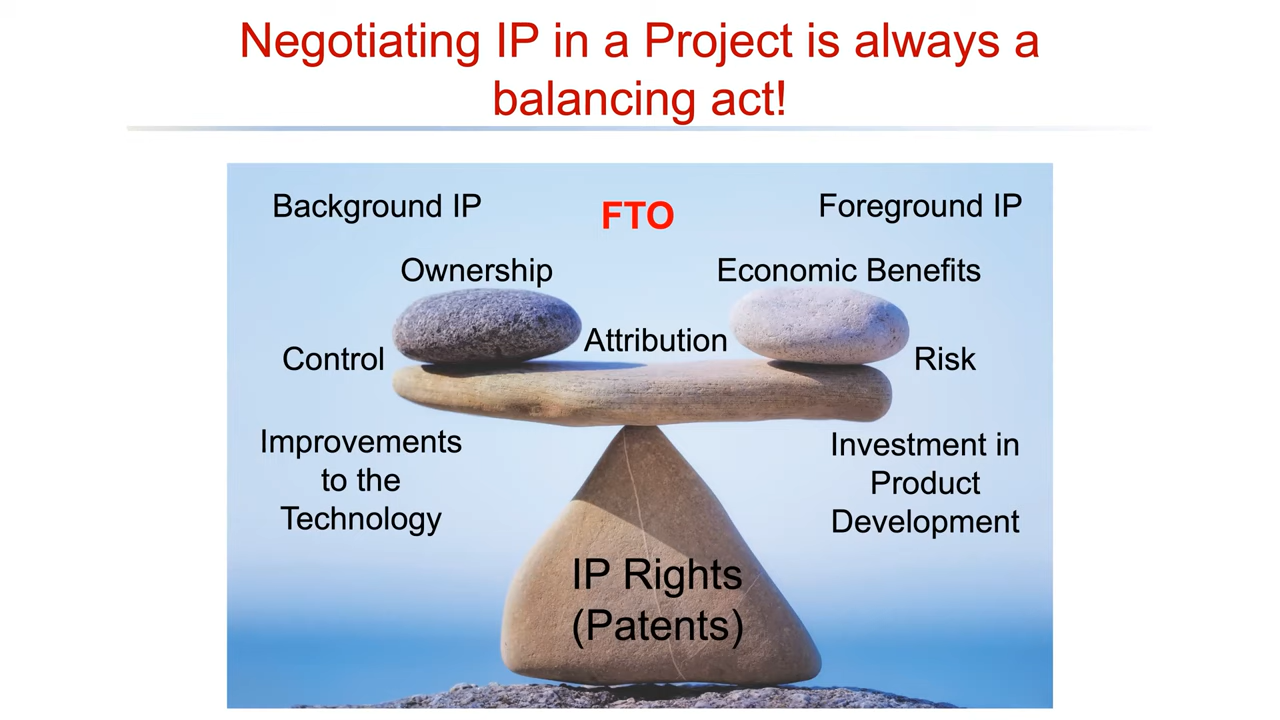 Negotiating IP in a Project is always a
balancing act!
Background IP
FTO
Foreground IP
Ownership
Economic Benefits
Attribution
Control
Risk
Improvements
to the
Technology
Investment in
Product
Development
IP Rights
(Patents)